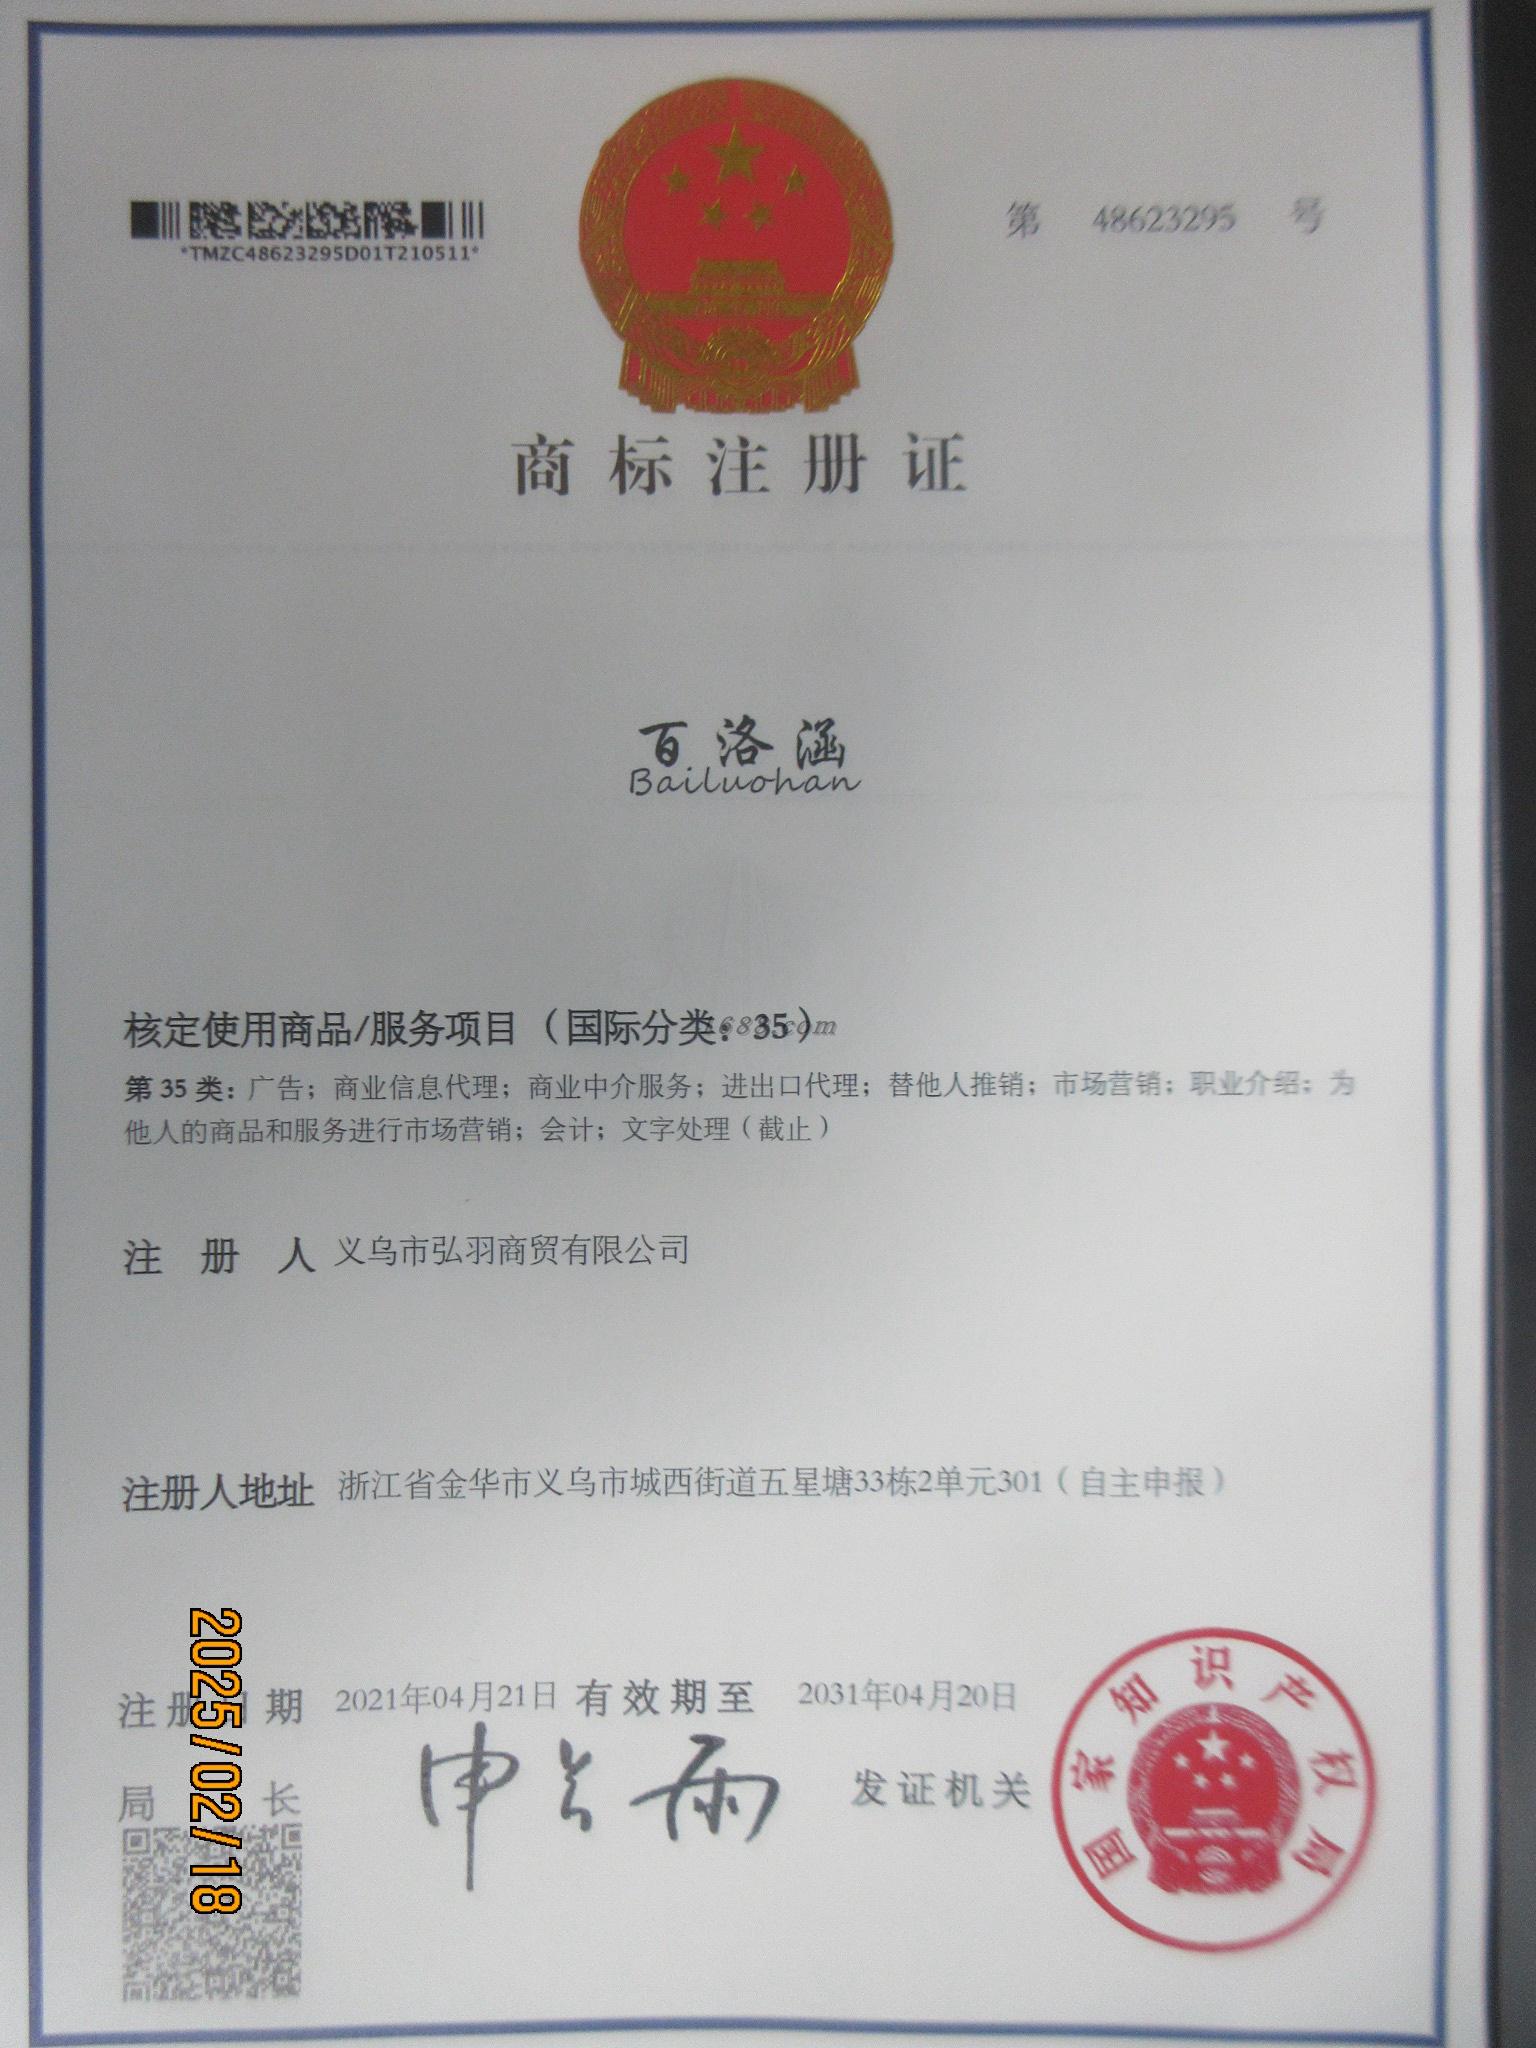 *TMZC48623295D01T210511*
第 48623295 号
商标注册证
百洛涵
Bailuohan
1688.com
核定使用商品/服务项目（国际分类：35）
第 35 类：广告；商业信息代理；商业中介服务；进出口代理；替他人推销；市场营销；职业介绍；为
他人的商品和服务进行市场营销；会计；文字处理（截止）
注册人 义乌市弘羽商贸有限公司
注册人地址 浙江省金华市义乌市城西街道五星塘33栋2单元301（自主申报）
注册日期 2021年04月21日 有效期至 2031年04月20日
局长 申长雨 发证机关
国家知识产权局
2025/02/18